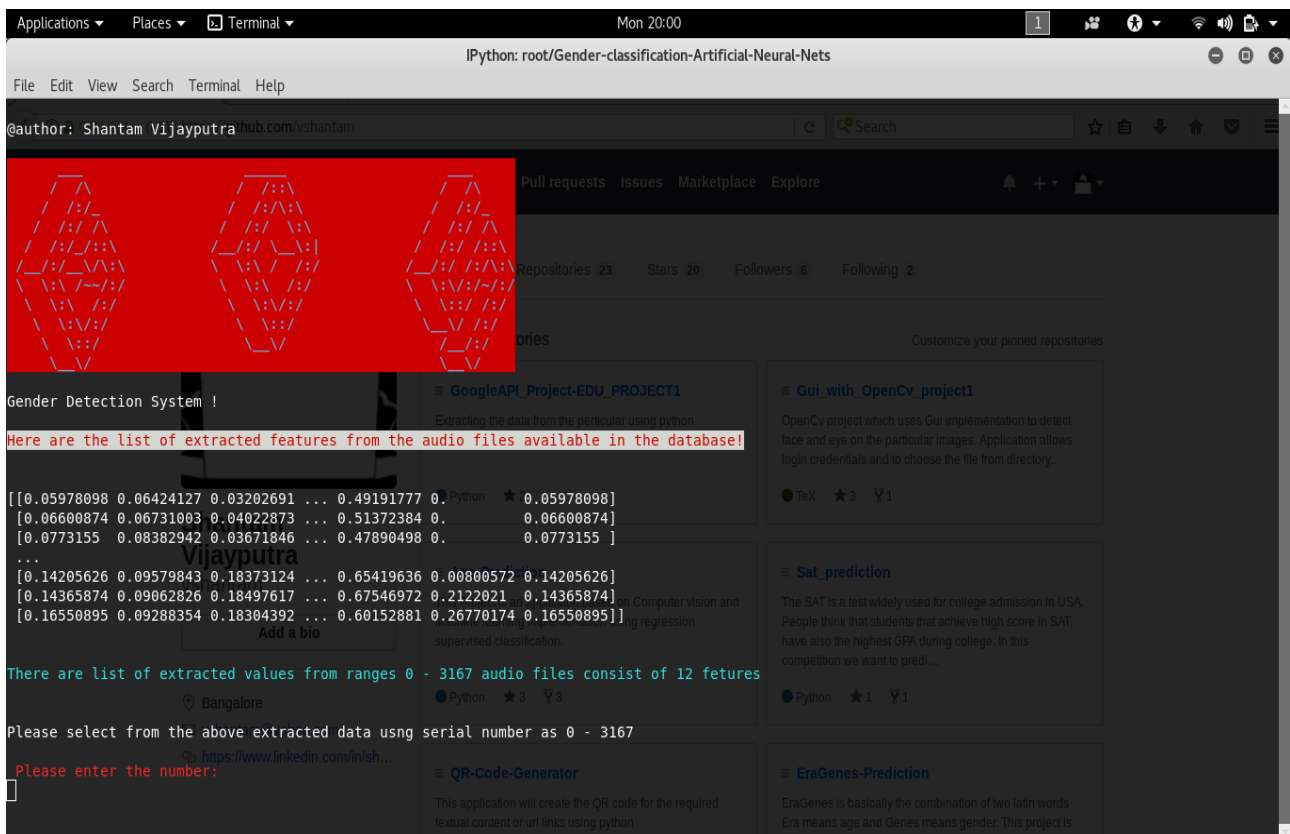 Applications Places Terminal Mon 20:00 1
IPython: root/Gender-classification-Artificial-Neural-Nets
File Edit View Search Terminal Help
@author: Shantam Vijayputra
github.com/vshantam Search
Pull requests Issues Marketplace Explore
Repositories 23 Stars 20 Followers 6 Following 2
Customize your pinned repositories
Gender Detection System !
GoogleAPI_Project-EDU_PROJECT1 Gui_with_OpenCv_project1
Extracting the data from the perticular using python
OpenCv project which uses Gui implementation to detect
face and eye on the particular images. Application allows
login credentials and to choose the file from directory..
Here are the list of extracted features from the audio files available in the database!
Python
TeX 3 1
[[0.05978098 0.06424127 0.03202691 ... 0.49191777 0. 0.05978098]
[0.06600874 0.06731003 0.04022873 ... 0.51372384 0. 0.06600874]
[0.0773155 0.08382942 0.03671846 ... 0.47890498 0. 0.0773155 ]
...
[0.14205626 0.09579843 0.18373124 ... 0.65419636 0.00800572 0.14205626]
[0.14365874 0.09062826 0.18497617 ... 0.67546972 0.2122021 0.14365874]
[0.16550895 0.09288354 0.18304392 ... 0.60152881 0.26770174 0.16550895]]
Vijayputra
Add a bio
Sat_prediction
on Computer vision and
using regression
supervised classification.
The SAT is a test widely used for college admission in USA.
People think that students that achieve high score in SAT,
have also the highest GPA during college. In this
competition we want to predi...
There are list of extracted values from ranges 0 - 3167 audio files consist of 12 fetures
Python 3 3
Python 1 1
Bangalore
Please select from the above extracted data usng serial number as 0 - 3167
https://www.linkedin.com/in/sh...
Please enter the number:
QR-Code-Generator
This application will create the QR code for the required
textual content or url links using python
EraGenes-Prediction
EraGenes is basically the combination of two latin words
Era means age and Genes means gender. This project is